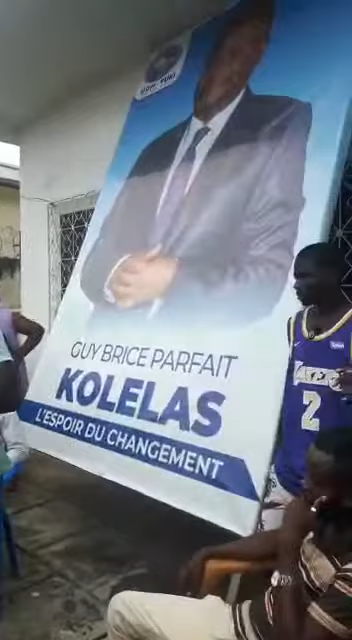 GUY BRICE PARFAIT
KOLELAS
L'ESPOIR DU CHANGEMENT
LAKERS
2